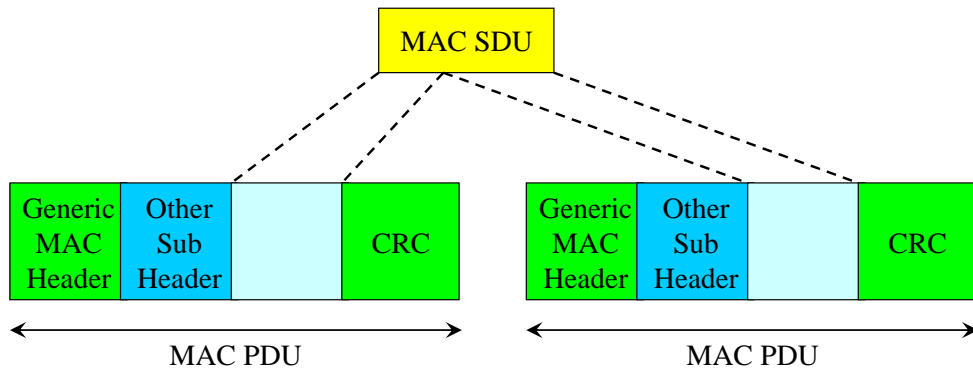 MAC SDU
Generic
MAC
Header
Other
Sub
Header
CRC
Generic
MAC
Header
Other
Sub
Header
CRC
MAC PDU
MAC PDU